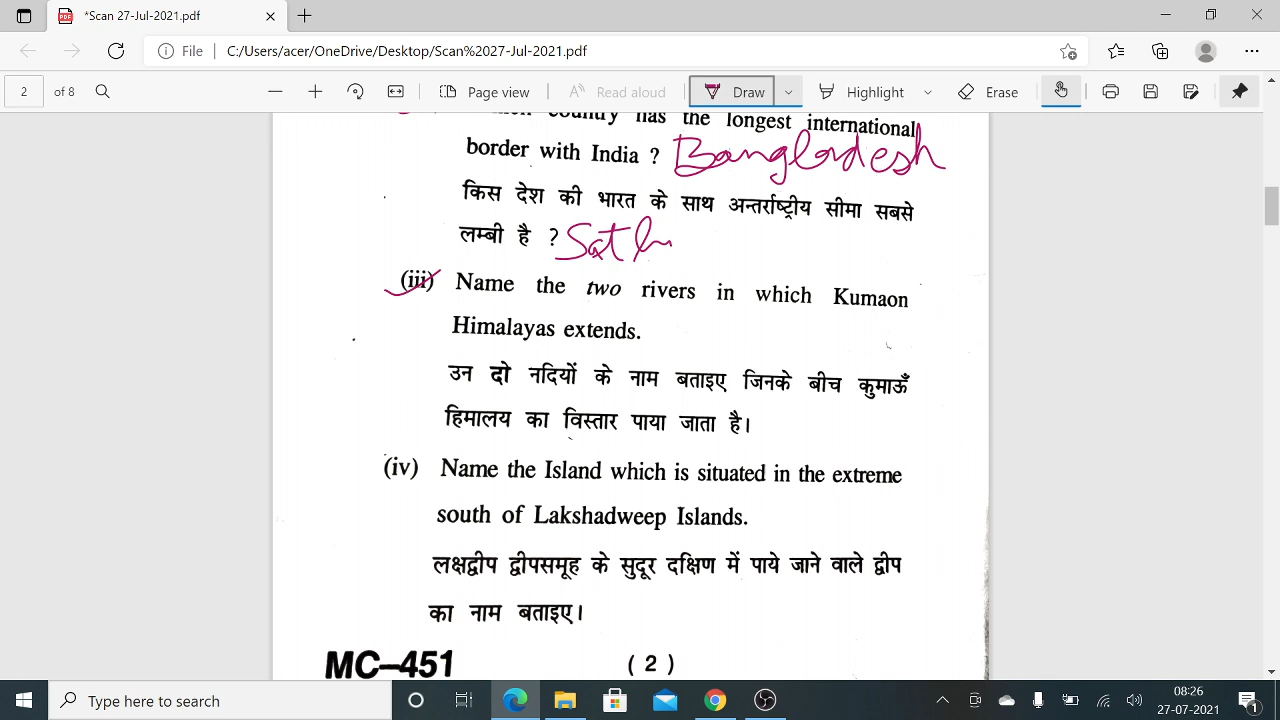 *Scan 27-Jul-2021.pdf
File C:/Users/acer/OneDrive/Desktop/Scan%2027-Jul-2021.pdf
2 of 8 Page view Read aloud Draw Highlight Erase
country has the longest international
border with India ? Bangladesh
किस देश की भारत के साथ अन्तर्राष्ट्रीय सीमा सबसे
लम्बी है ?
(iii) Name the two rivers in which Kumaon
Himalayas extends.
उन दो नदियों के नाम बताइए जिनके बीच कुमाऊँ
हिमालय का विस्तार पाया जाता है।
(iv) Name the Island which is situated in the extreme
south of Lakshadweep Islands.
लक्षद्वीप द्वीपसमूह के सुदूर दक्षिण में पाये जाने वाले द्वीप
का नाम बताइए।
MC–451 ( 2 )
Type here to search
08:26
27-07-2021